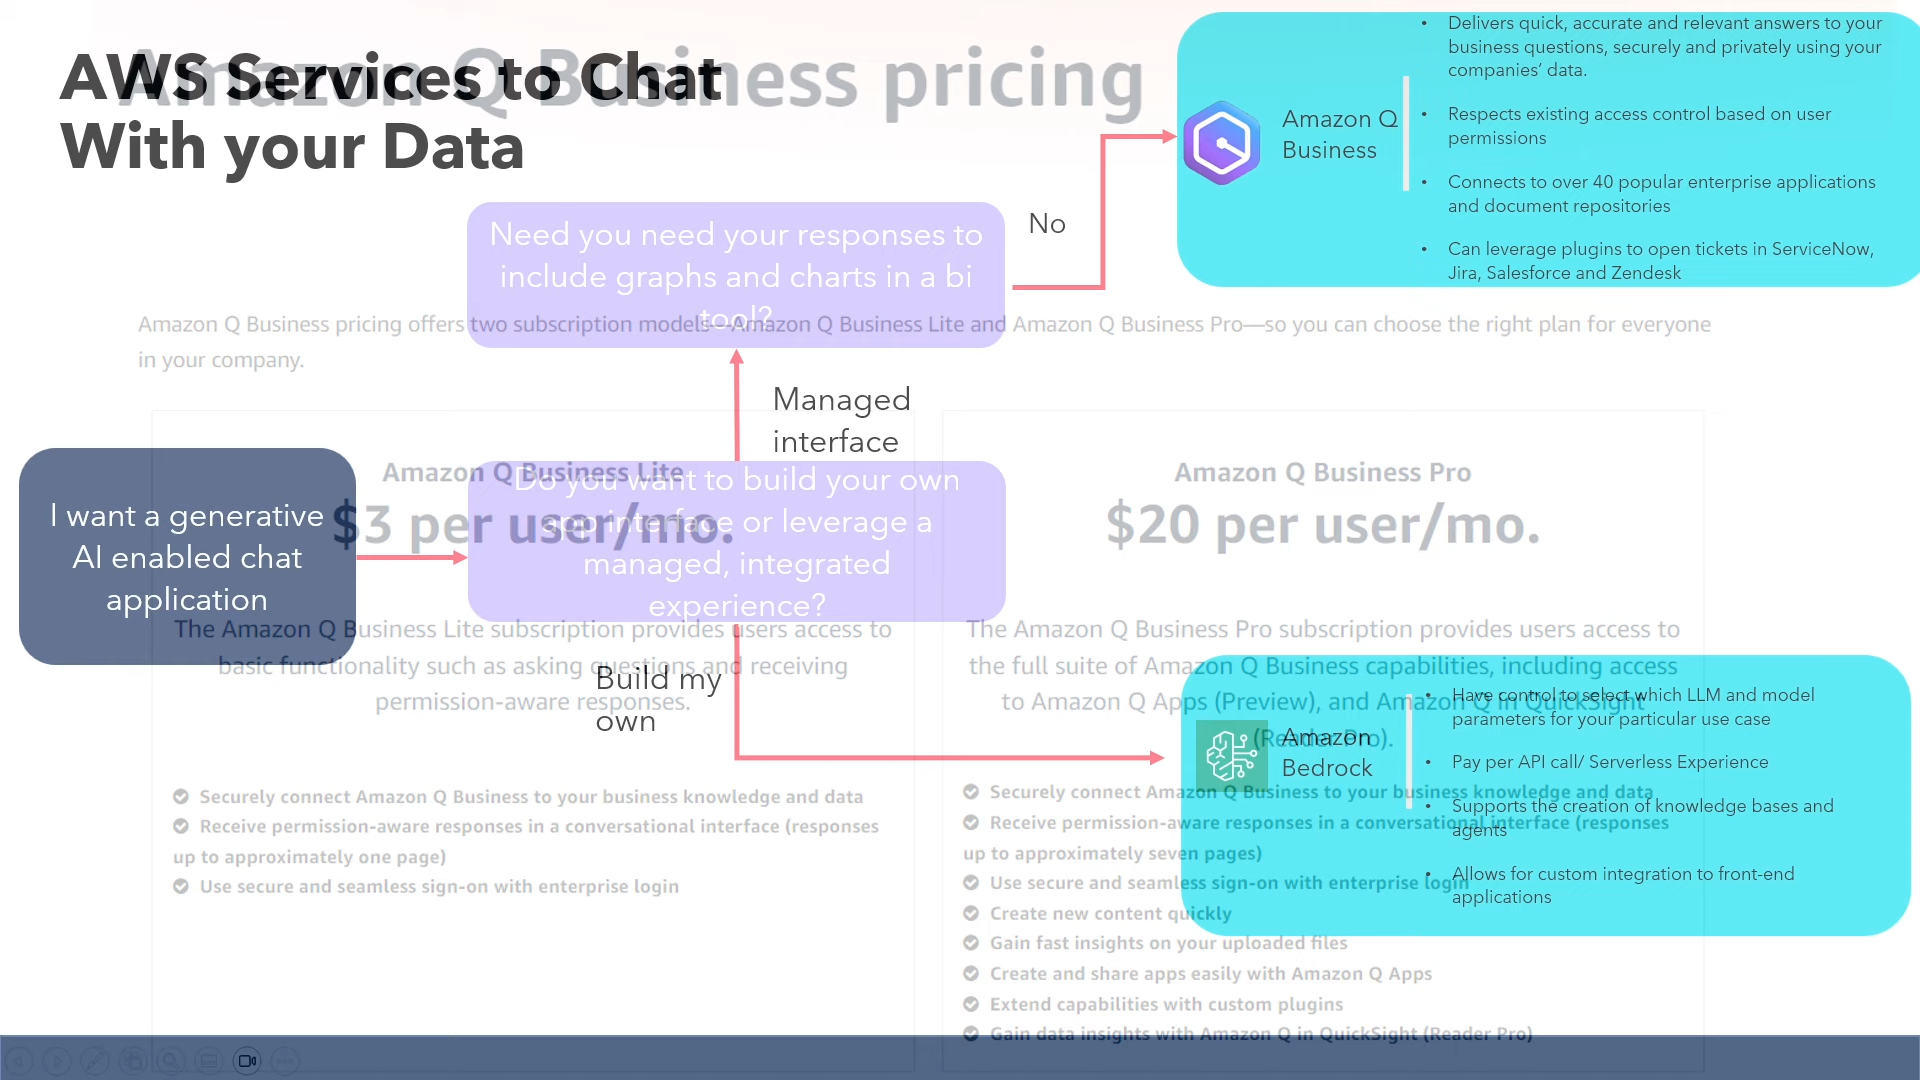 AWS Services to Chat
With your Data
Amazon Q Business pricing
Need you need your responses to
include graphs and charts in a bi
tool?
No
Amazon Q
Business
• Delivers quick, accurate and relevant answers to your
business questions, securely and privately using your
companies’ data.
• Respects existing access control based on user
permissions
• Connects to over 40 popular enterprise applications
and document repositories
• Can leverage plugins to open tickets in ServiceNow,
Jira, Salesforce and Zendesk
Amazon Q Business pricing offers two subscription models—Amazon Q Business Lite and Amazon Q Business Pro—so you can choose the right plan for everyone
in your company.
Managed
interface
I want a generative
AI enabled chat
application
Do you want to build your own
app interface or leverage a
managed, integrated
experience?
Build my
own
Amazon
Bedrock
• Have control to select which LLM and model
parameters for your particular use case
• Pay per API call/ Serverless Experience
• Supports the creation of knowledge bases and
agents
• Allows for custom integration to front-end
applications
Amazon Q Business Lite
$3 per user/mo.
The Amazon Q Business Lite subscription provides users access to
basic functionality such as asking questions and receiving
permission-aware responses.
Securely connect Amazon Q Business to your business knowledge and data
Receive permission-aware responses in a conversational interface (responses
up to approximately one page)
Use secure and seamless sign-on with enterprise login
Amazon Q Business Pro
$20 per user/mo.
The Amazon Q Business Pro subscription provides users access to
the full suite of Amazon Q Business capabilities, including access
to Amazon Q Apps (Preview), and Amazon Q in QuickSight
(Reader Pro).
Securely connect Amazon Q Business to your business knowledge and data
Receive permission-aware responses in a conversational interface (responses
up to approximately seven pages)
Use secure and seamless sign-on with enterprise login
Create new content quickly
Gain fast insights on your uploaded files
Create and share apps easily with Amazon Q Apps
Extend capabilities with custom plugins
Gain data insights with Amazon Q in QuickSight (Reader Pro)